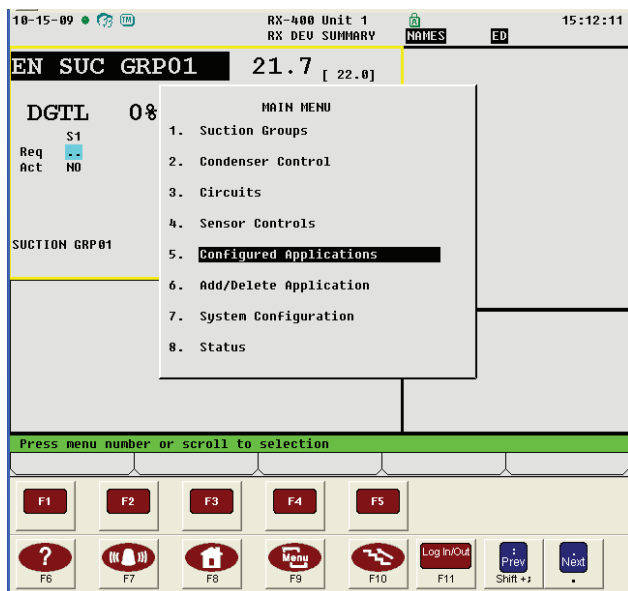 10-15-09 TM RX-400 Unit 1 R 15:12:11
RX DEV SUMMARY NAMES ED
EN SUC GRP01 21.7 [ 22.0]
DGTL 0%
S1
Req ..
Act NO
SUCTION GRP01
MAIN MENU
1. Suction Groups
2. Condenser Control
3. Circuits
4. Sensor Controls
5. Configured Applications
6. Add/Delete Application
7. System Configuration
8. Status
Press menu number or scroll to selection
F1 F2 F3 F4 F5
? Menu Log In/Out : Prev Next
F6 F7 F8 F9 F10 F11 Shift +; .